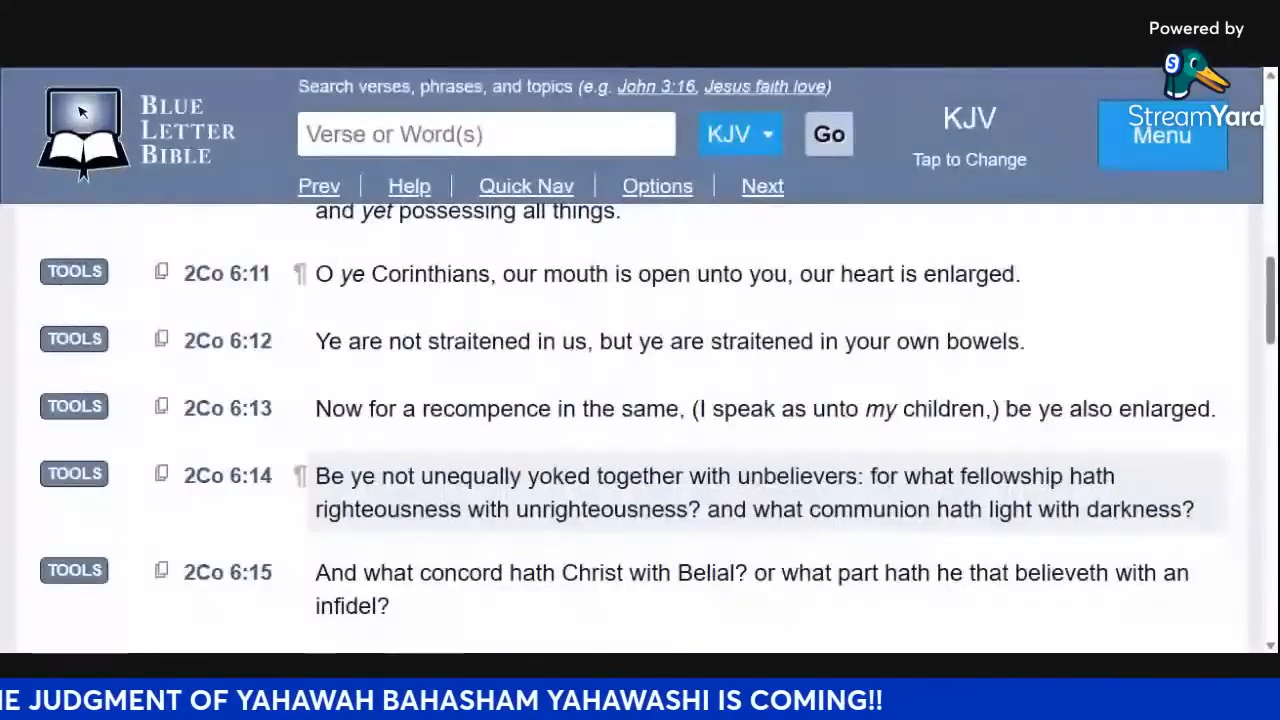 Powered by
StreamYard
Search verses, phrases, and topics (e.g. John 3:16, Jesus faith love)
BLUE
LETTER
BIBLE
Verse or Word(s)
KJV
Go
KJV
Tap to Change
Menu
Prev
Help
Quick Nav
Options
Next
and yet possessing all things.
TOOLS 2Co 6:11 ¶ O ye Corinthians, our mouth is open unto you, our heart is enlarged.
TOOLS 2Co 6:12 Ye are not straitened in us, but ye are straitened in your own bowels.
TOOLS 2Co 6:13 Now for a recompence in the same, (I speak as unto my children,) be ye also enlarged.
TOOLS 2Co 6:14 ¶ Be ye not unequally yoked together with unbelievers: for what fellowship hath
righteousness with unrighteousness? and what communion hath light with darkness?
TOOLS 2Co 6:15 And what concord hath Christ with Belial? or what part hath he that believeth with an
infidel?
JUDGMENT OF YAHAWAH BAHASHAM YAHAWASHI IS COMING!!